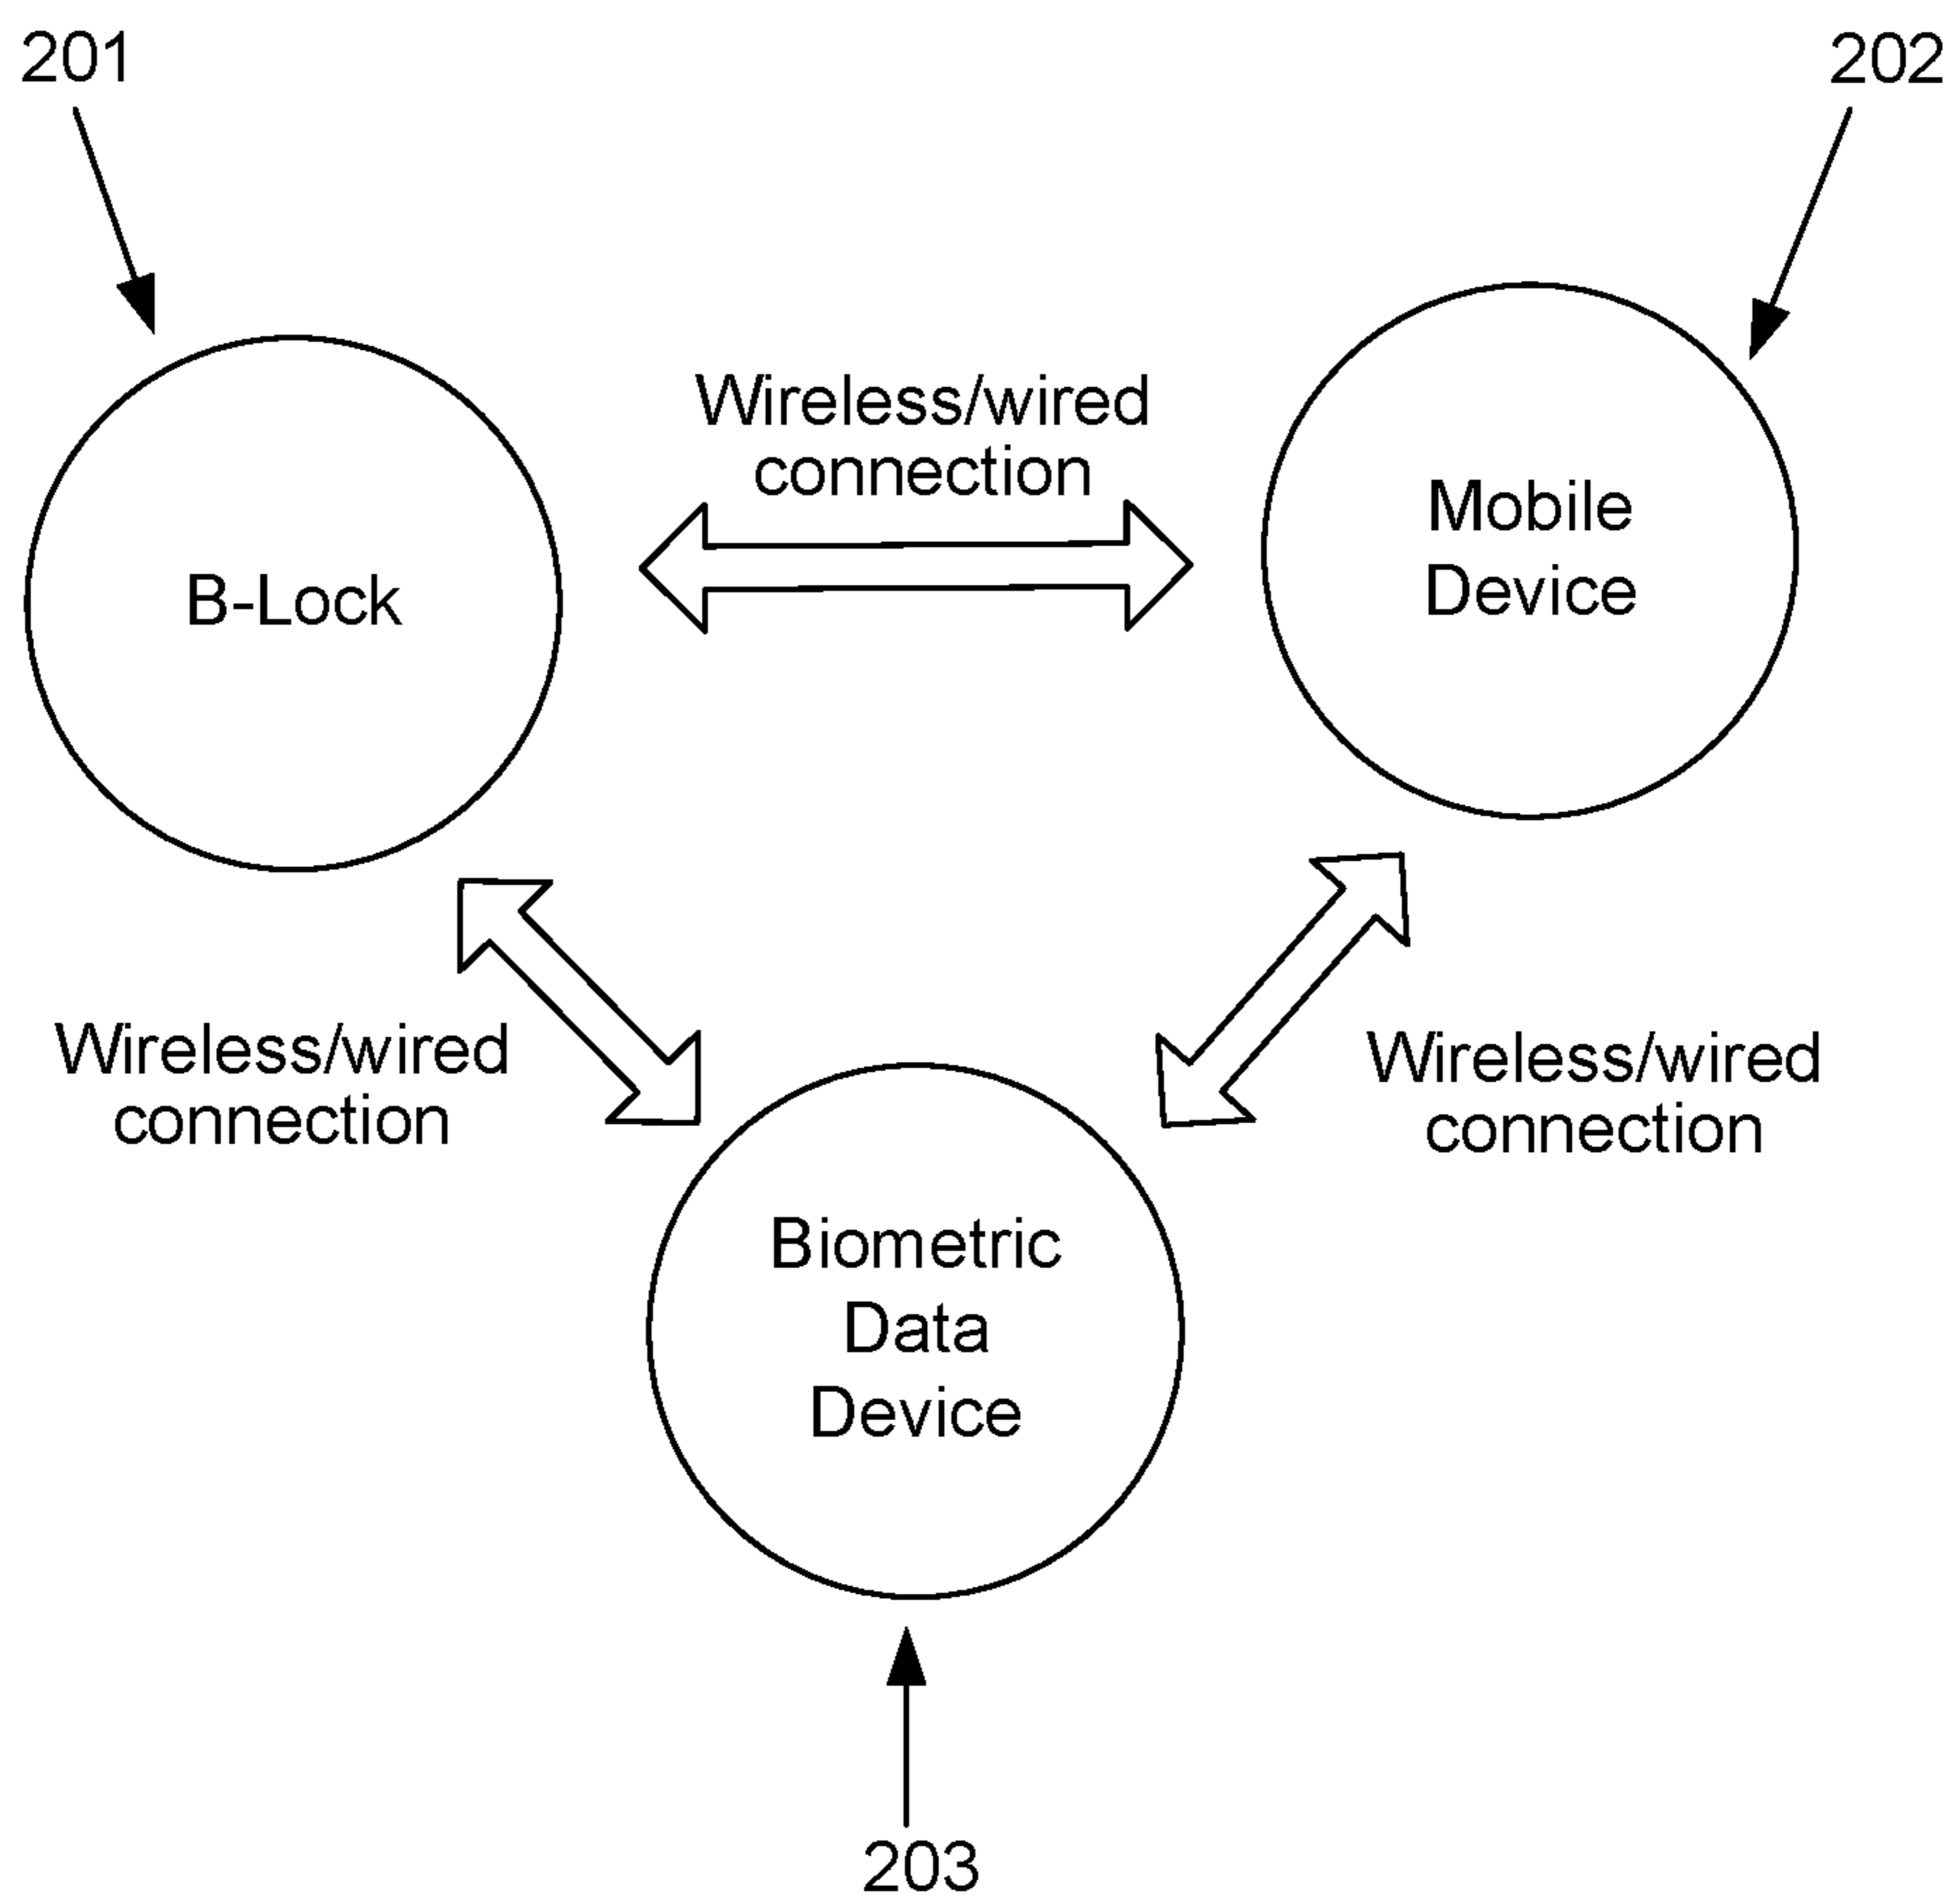 201
202
Wireless/wired
connection
Mobile
Device
B-Lock
Wireless/wired
connection
Wireless/wired
connection
Biometric
Data
Device
203